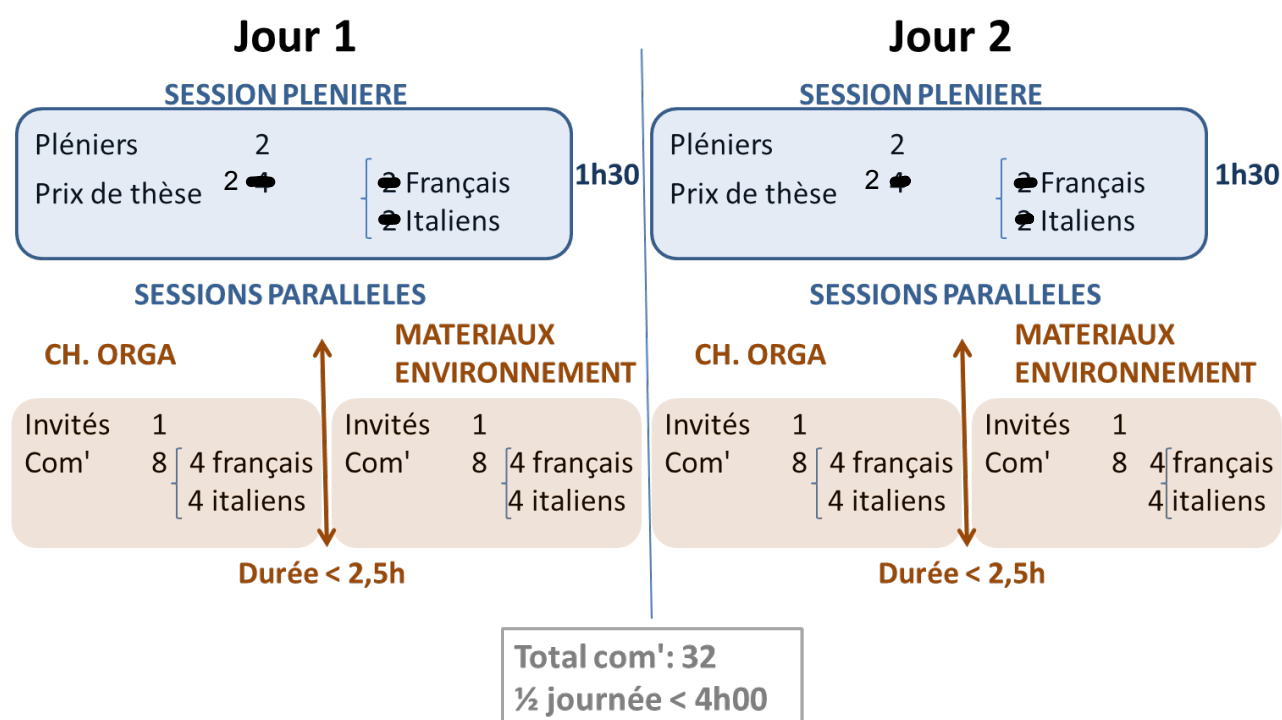 Jour 1
SESSION PLENIERE
Pléniers 2
Prix de thèse 2
Français
Italiens
1h30
SESSIONS PARALLELES
CH. ORGA
MATERIAUX
ENVIRONNEMENT
Invités 1
Com' 8 4 français
4 italiens
Invités 1
Com' 8 4 français
4 italiens
Durée < 2,5h
Jour 2
SESSION PLENIERE
Pléniers 2
Prix de thèse 2
Français
Italiens
1h30
SESSIONS PARALLELES
CH. ORGA
MATERIAUX
ENVIRONNEMENT
Invités 1
Com' 8 4 français
4 italiens
Invités 1
Com' 8 4 français
4 italiens
Durée < 2,5h
Total com': 32
½ journée < 4h00